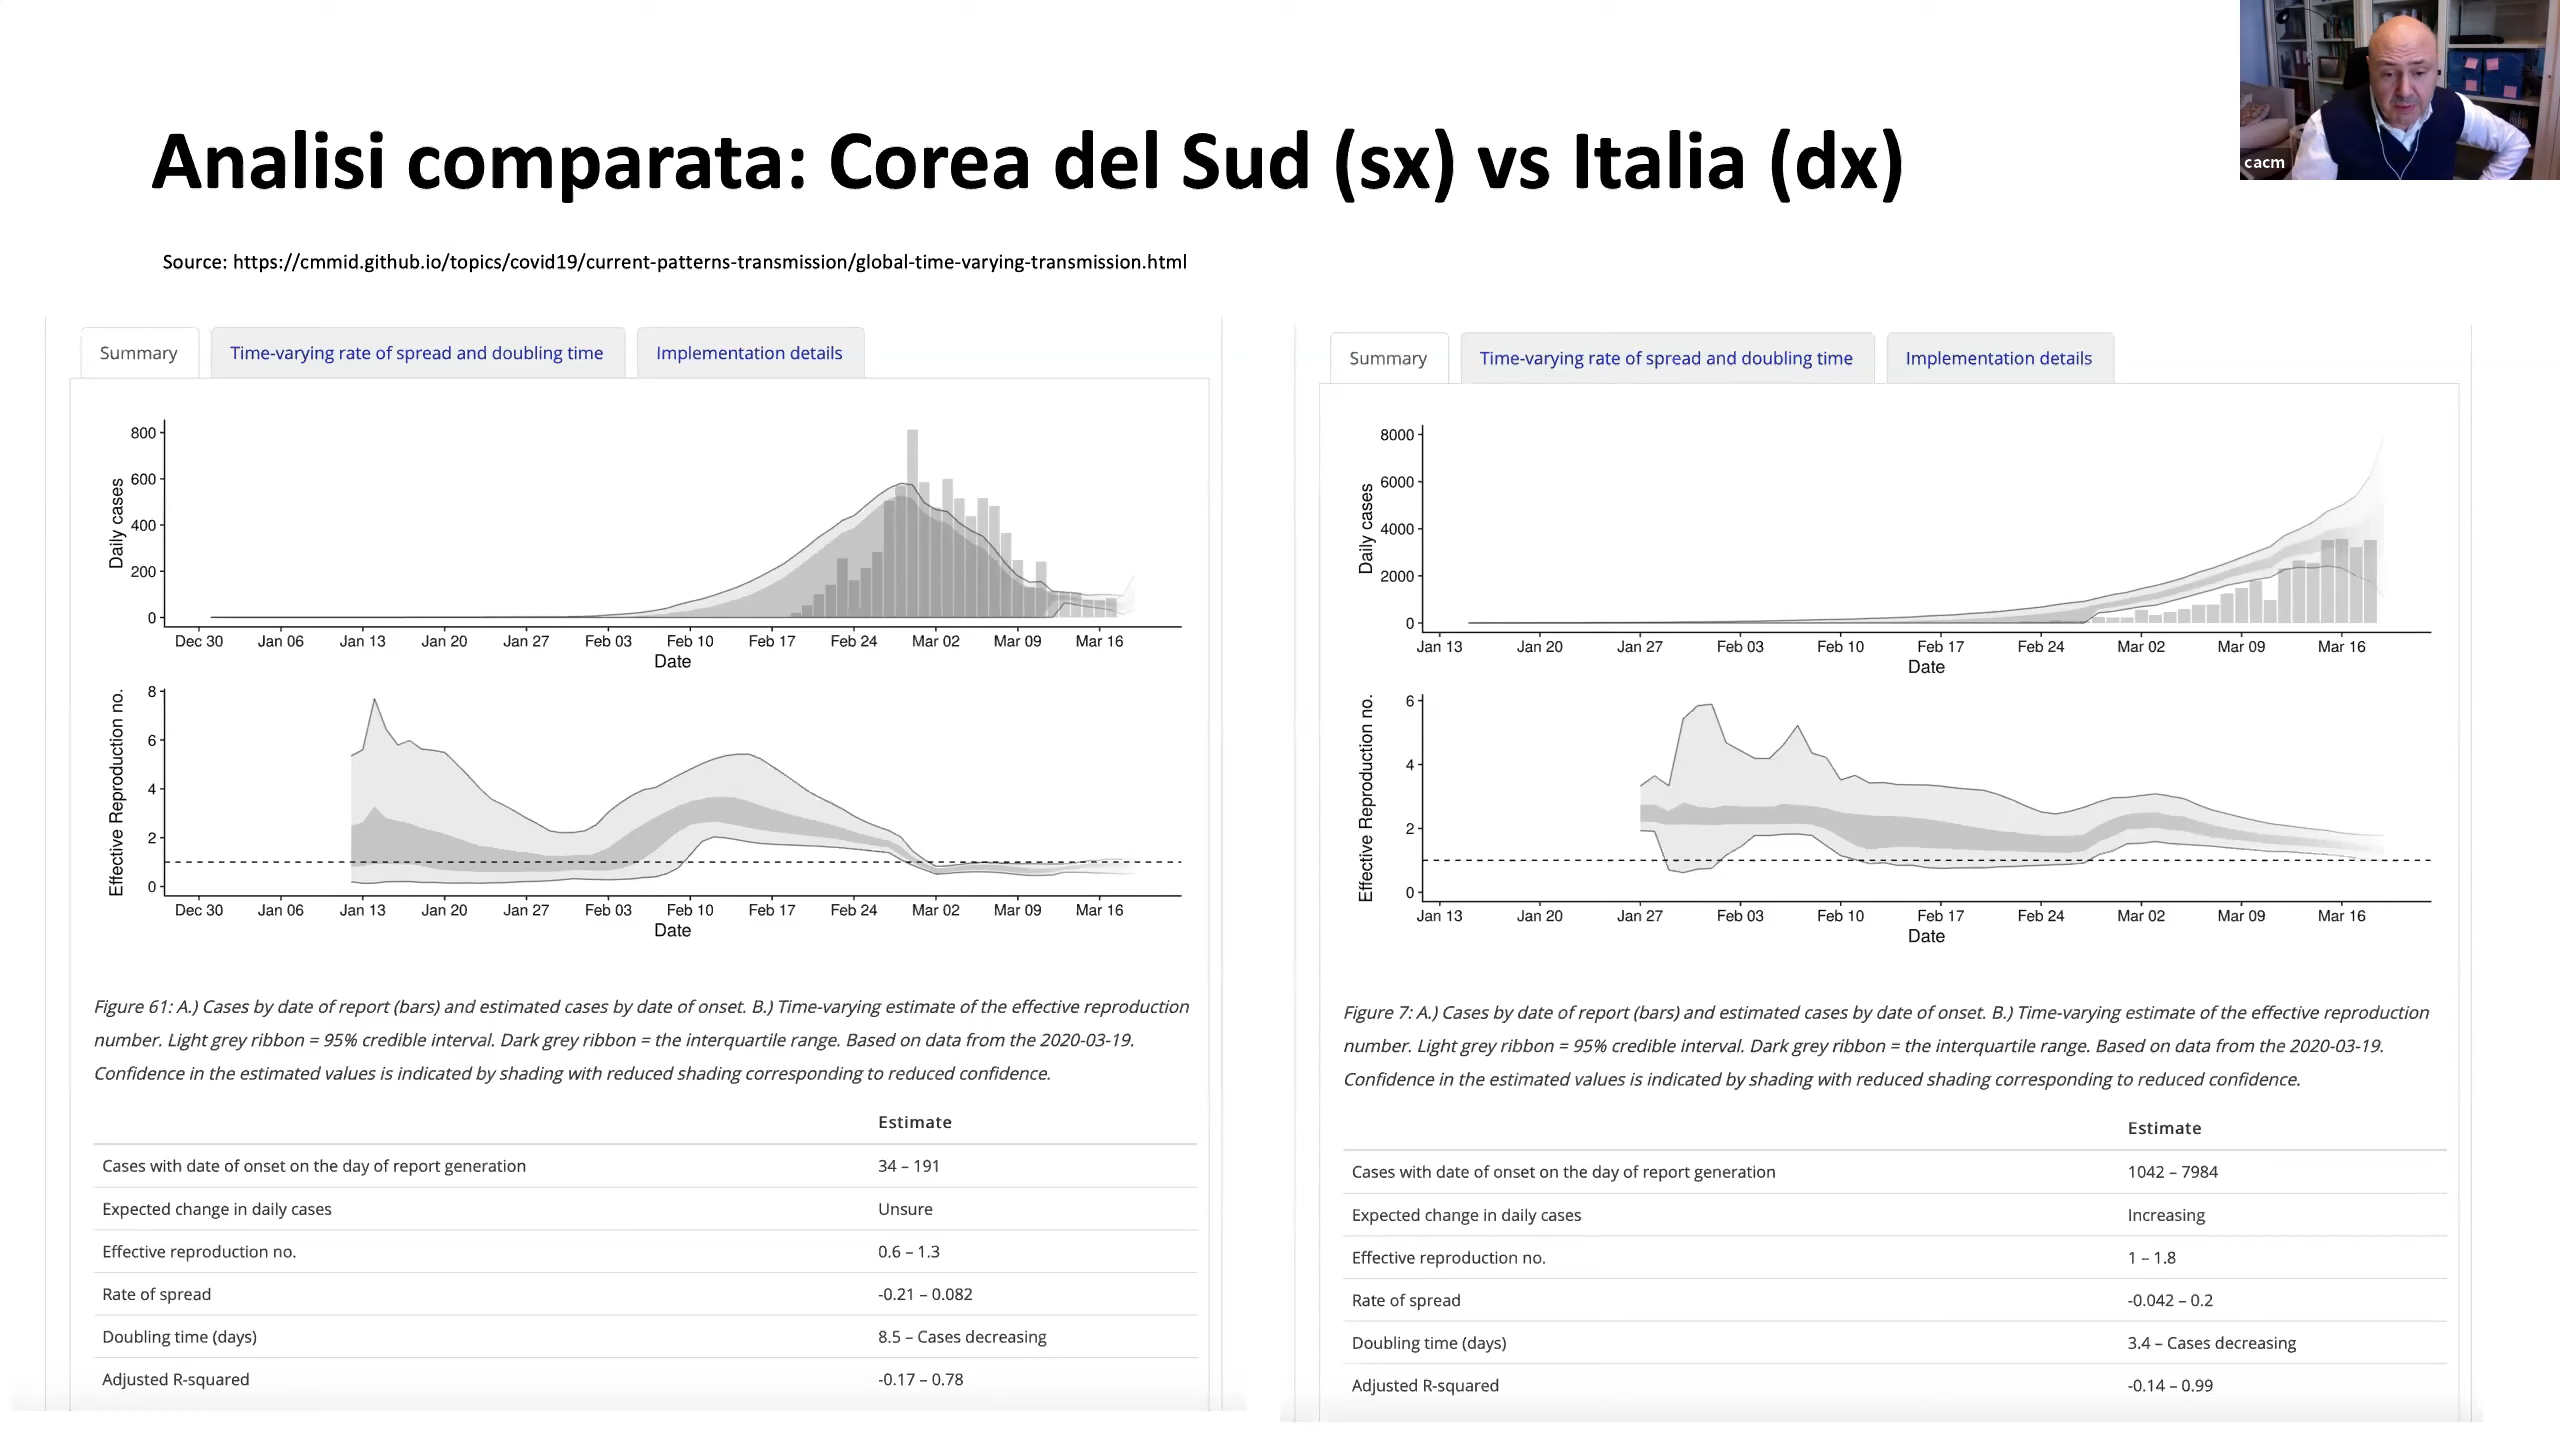 cacm
Analisi comparata: Corea del Sud (sx) vs Italia (dx)
Source: https://cmmid.github.io/topics/covid19/current-patterns-transmission/global-time-varying-transmission.html
Summary
Time-varying rate of spread and doubling time
Implementation details
Daily cases
800
600
400
200
0
Dec 30 Jan 06 Jan 13 Jan 20 Jan 27 Feb 03 Feb 10 Feb 17 Feb 24 Mar 02 Mar 09 Mar 16
Date
Effective Reproduction no.
8
6
4
2
0
Dec 30 Jan 06 Jan 13 Jan 20 Jan 27 Feb 03 Feb 10 Feb 17 Feb 24 Mar 02 Mar 09 Mar 16
Date
Figure 61: A.) Cases by date of report (bars) and estimated cases by date of onset. B.) Time-varying estimate of the effective reproduction
number. Light grey ribbon = 95% credible interval. Dark grey ribbon = the interquartile range. Based on data from the 2020-03-19.
Confidence in the estimated values is indicated by shading with reduced shading corresponding to reduced confidence.
Estimate
Cases with date of onset on the day of report generation 34 – 191
Expected change in daily cases Unsure
Effective reproduction no. 0.6 – 1.3
Rate of spread -0.21 – 0.082
Doubling time (days) 8.5 – Cases decreasing
Adjusted R-squared -0.17 – 0.78
Summary
Time-varying rate of spread and doubling time
Implementation details
Daily cases
8000
6000
4000
2000
0
Jan 13 Jan 20 Jan 27 Feb 03 Feb 10 Feb 17 Feb 24 Mar 02 Mar 09 Mar 16
Date
Effective Reproduction no.
6
4
2
0
Jan 13 Jan 20 Jan 27 Feb 03 Feb 10 Feb 17 Feb 24 Mar 02 Mar 09 Mar 16
Date
Figure 7: A.) Cases by date of report (bars) and estimated cases by date of onset. B.) Time-varying estimate of the effective reproduction
number. Light grey ribbon = 95% credible interval. Dark grey ribbon = the interquartile range. Based on data from the 2020-03-19.
Confidence in the estimated values is indicated by shading with reduced shading corresponding to reduced confidence.
Estimate
Cases with date of onset on the day of report generation 1042 – 7984
Expected change in daily cases Increasing
Effective reproduction no. 1 – 1.8
Rate of spread -0.042 – 0.2
Doubling time (days) 3.4 – Cases decreasing
Adjusted R-squared -0.14 – 0.99